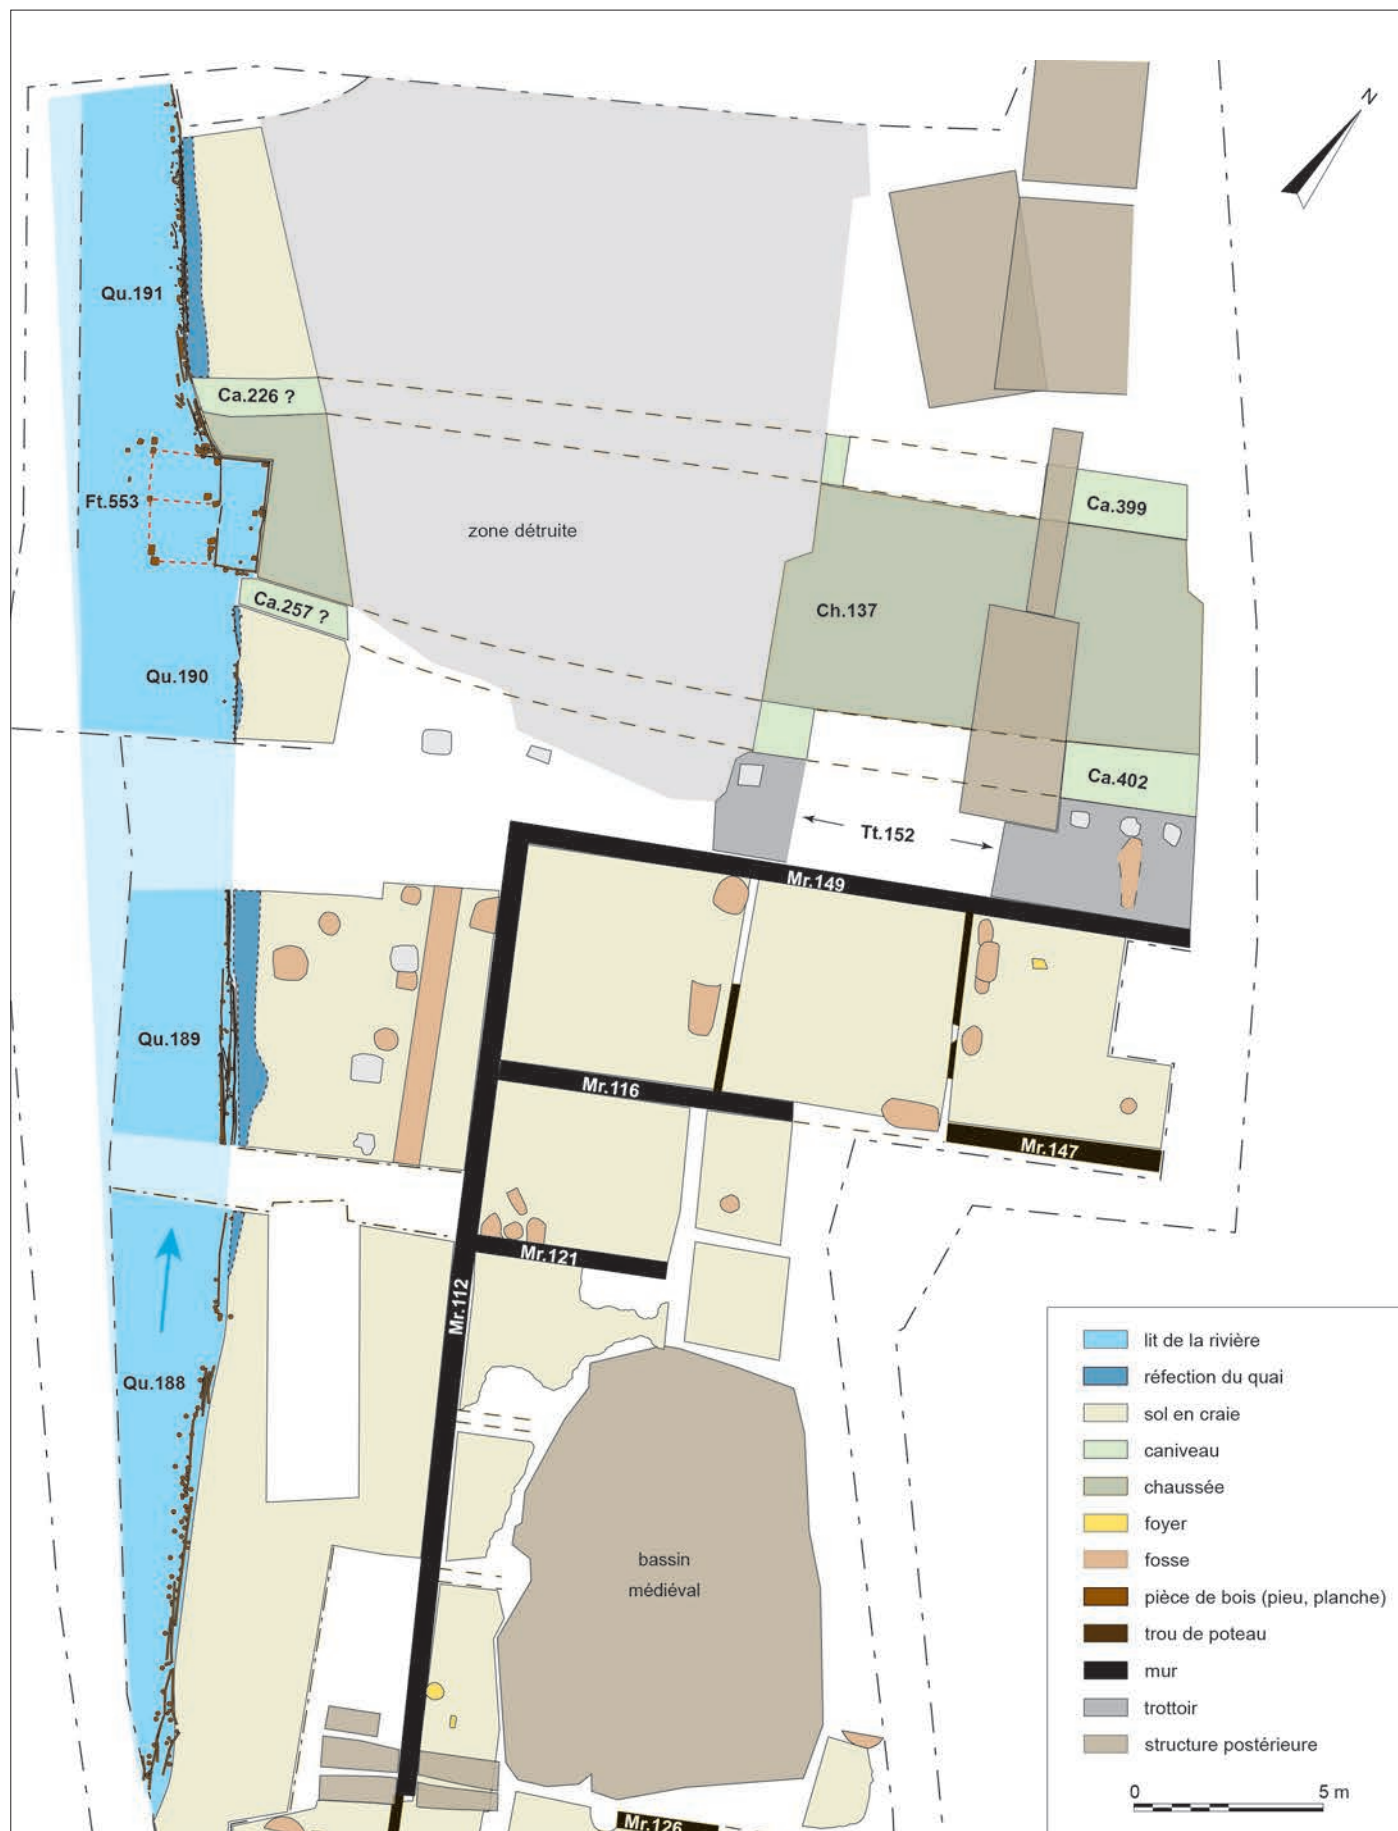 N
Qu.191
Ca.226 ?
Ft.553
zone détruite
Ca.399
Ca.257 ?
Ch.137
Qu.190
Ca.402
Tt.152
Mr.149
Qu.189
Mr.116
Mr.147
Mr.121
Mr.112
Qu.188
bassin
médiéval
Mr.126
lit de la rivière
réfection du quai
sol en craie
caniveau
chaussée
foyer
fosse
pièce de bois (pieu, planche)
trou de poteau
mur
trottoir
structure postérieure
0 5 m